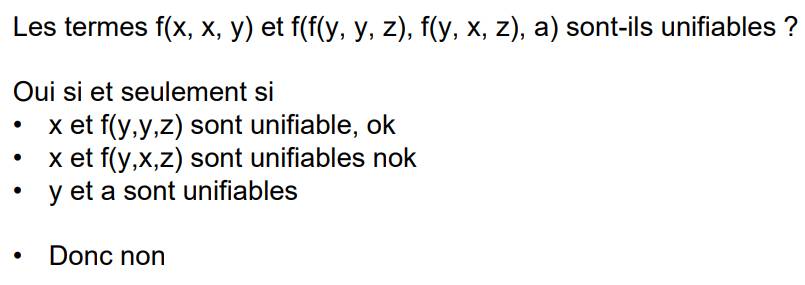 Les termes f(x, x, y) et f(f(y, y, z), f(y, x, z), a) sont-ils unifiables ?
Oui si et seulement si
• x et f(y,y,z) sont unifiable, ok
• x et f(y,x,z) sont unifiables nok
• y et a sont unifiables
• Donc non